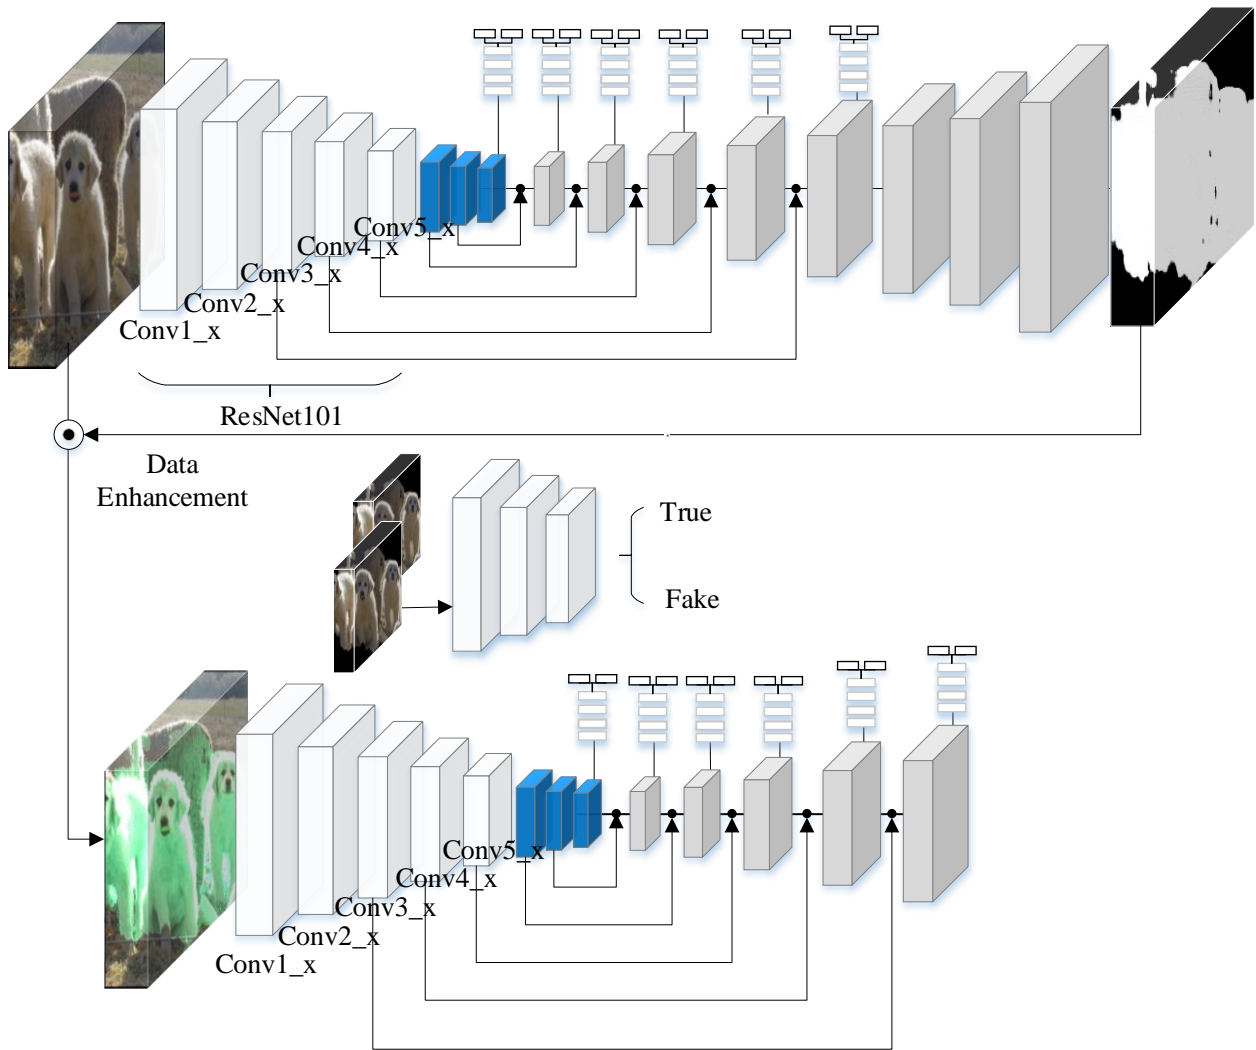 Conv5_x
Conv4_x
Conv3_x
Conv2_x
Conv1_x
ResNet101
Data
Enhancement
True
Fake
Conv5_x
Conv4_x
Conv3_x
Conv2_x
Conv1_x